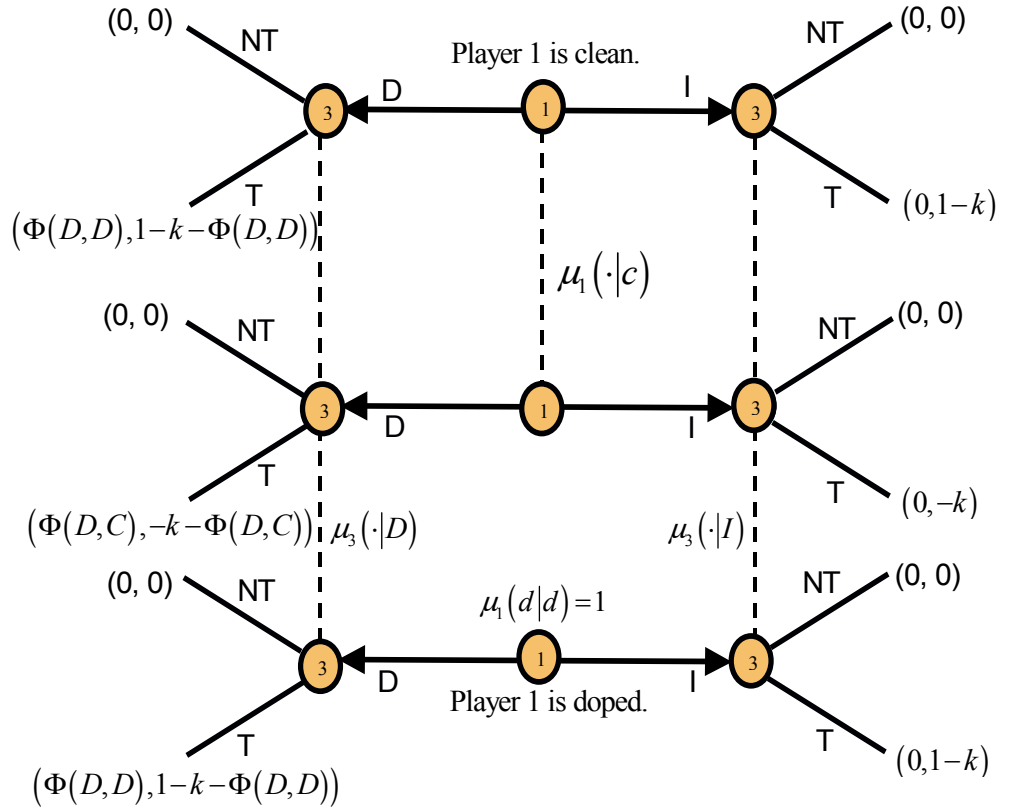 (0, 0)
NT
Player 1 is clean.
NT
(0, 0)
D
I
3
1
3
T
T
(Φ(D,D),1−k−Φ(D,D))
(0,1−k)
μ₁(·|c)
(0, 0)
NT
NT
(0, 0)
3
1
3
D
I
T
T
(Φ(D,C),−k−Φ(D,C))
μ₃(·|D)
μ₃(·|I)
(0,−k)
(0, 0)
NT
μ₁(d|d)=1
NT
(0, 0)
3
1
3
D
I
Player 1 is doped.
T
T
(Φ(D,D),1−k−Φ(D,D))
(0,1−k)